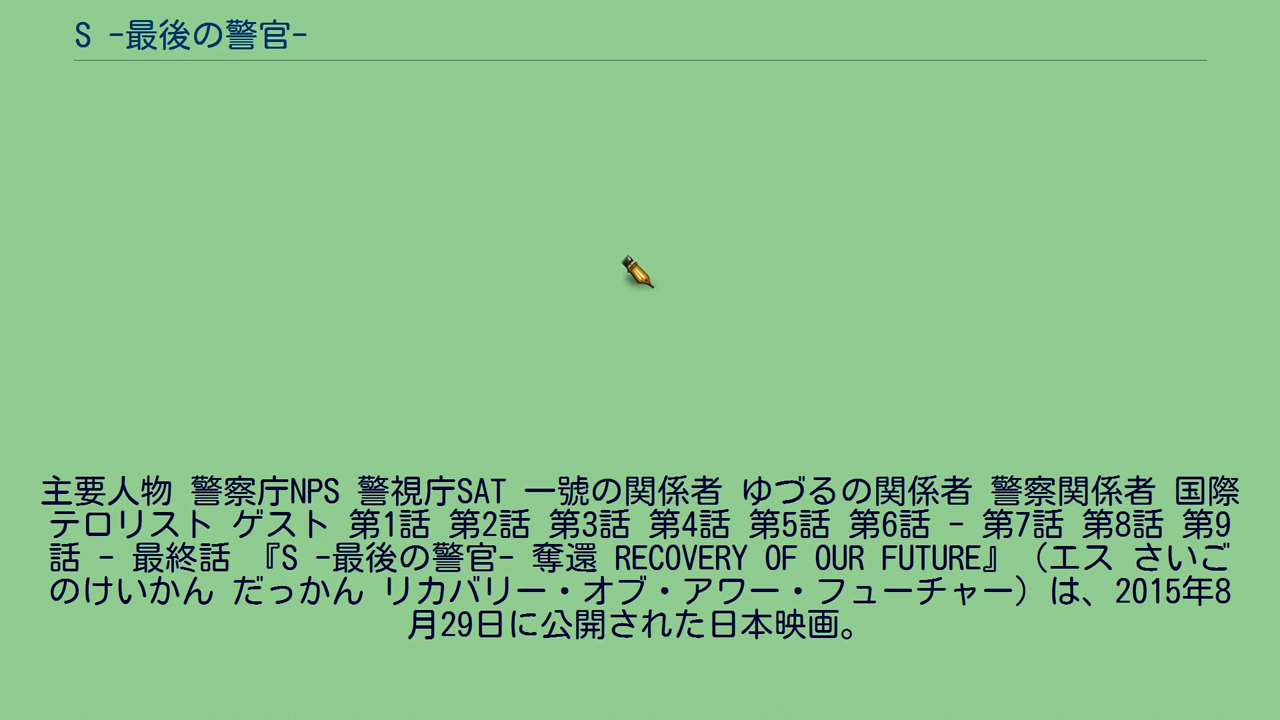 S -最後の警官-
主要人物 警察庁NPS 警視庁SAT 一號の関係者 ゆづるの関係者 警察関係者 国際
テロリスト ゲスト 第1話 第2話 第3話 第4話 第5話 第6話 - 第7話 第8話 第9
話 - 最終話 『S -最後の警官- 奪還 RECOVERY OF OUR FUTURE』（エス さいご
のけいかん だっかん リカバリー・オブ・アワー・フューチャー）は、2015年8
月29日に公開された日本映画。